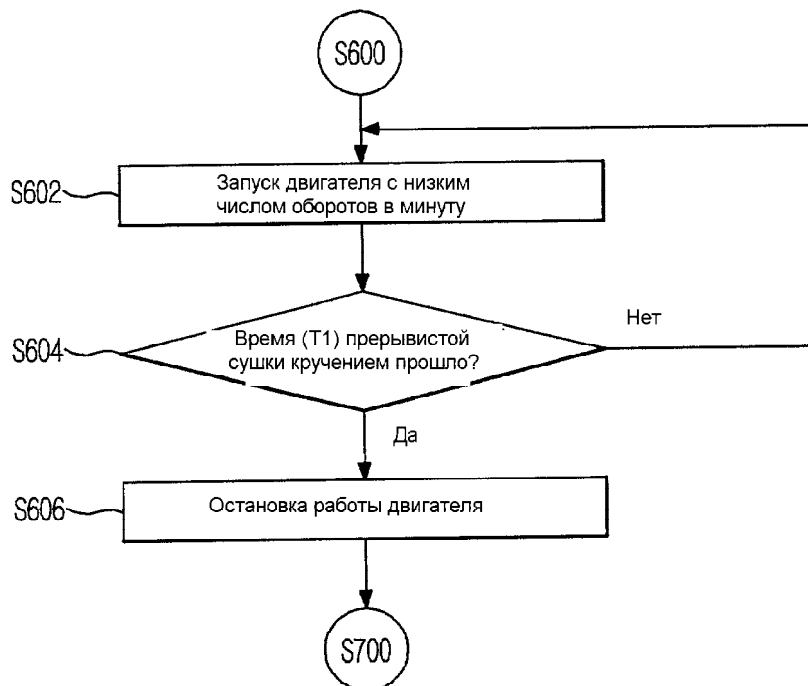 S600
S602
Запуск двигателя с низким
числом оборотов в минуту
Нет
S604
Время (T1) прерывистой
сушки кручением прошло?
Да
S606
Остановка работы двигателя
S700